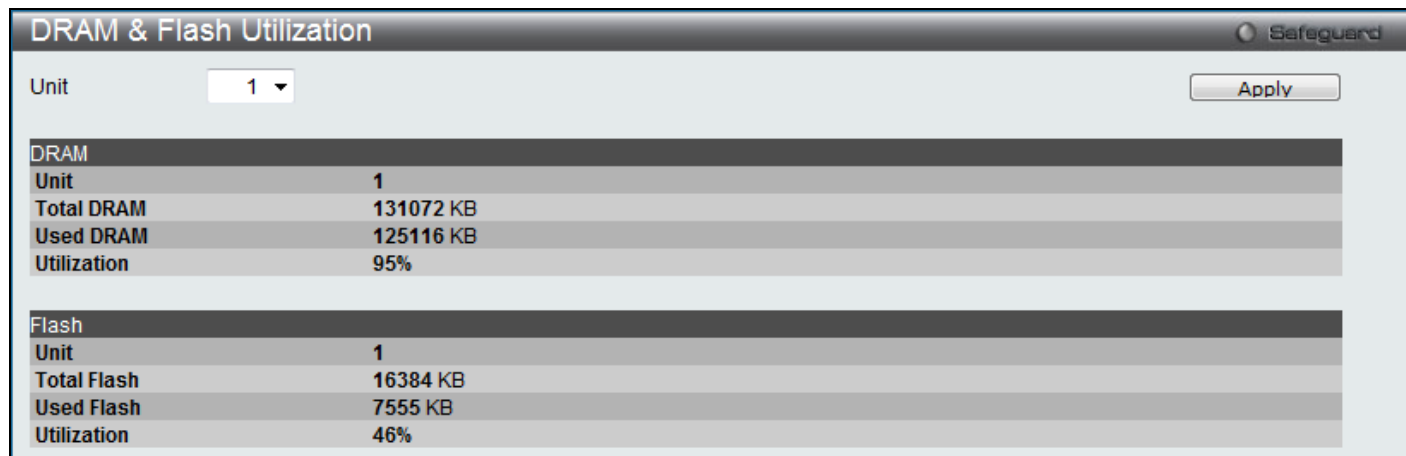 DRAM & Flash Utilization Safeguard
Unit 1 Apply
DRAM
Unit 1
Total DRAM 131072 KB
Used DRAM 125116 KB
Utilization 95%
Flash
Unit 1
Total Flash 16384 KB
Used Flash 7555 KB
Utilization 46%